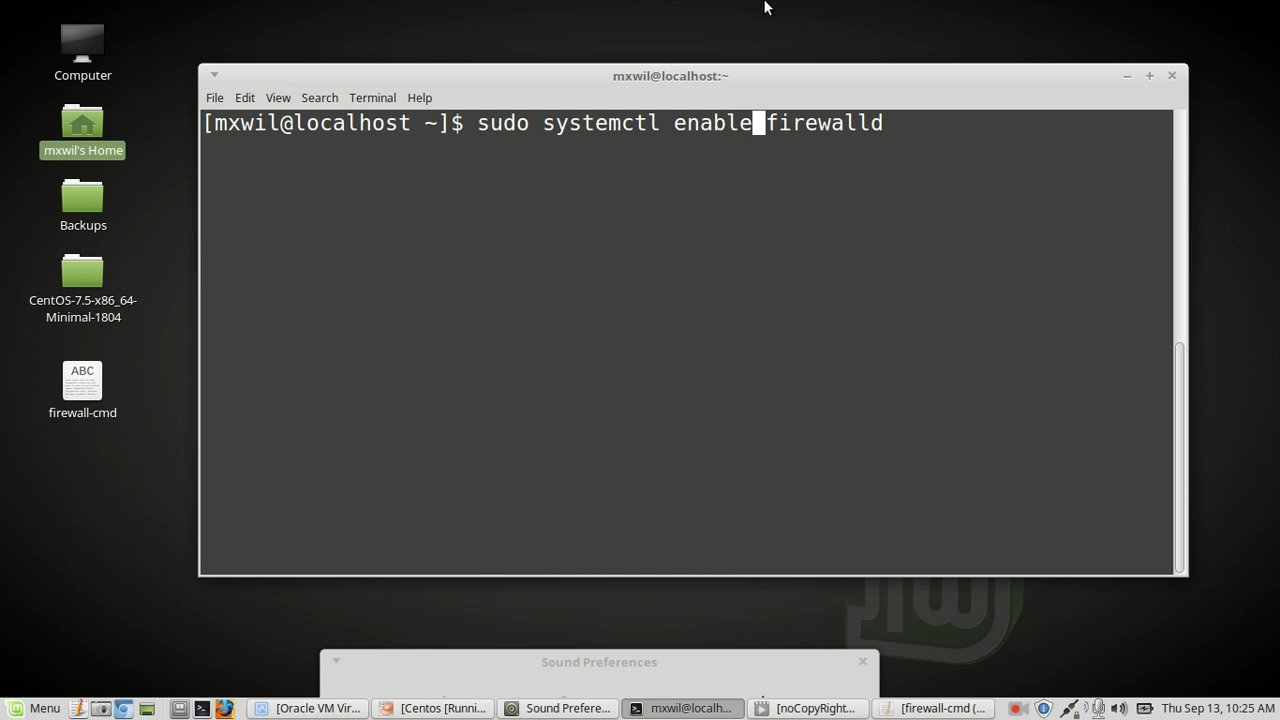 Computer
mxwil's Home
Backups
CentOS-7.5-x86_64-
Minimal-1804
ABC
firewall-cmd
mxwil@localhost:~
File Edit View Search Terminal Help
[mxwil@localhost ~]$ sudo systemctl enable firewalld
Sound Preferences
Menu
[Oracle VM Vir...
[Centos [Runni...
Sound Prefere...
mxwil@localh...
[noCopyRight...
[firewall-cmd (...
Thu Sep 13, 10:25 AM